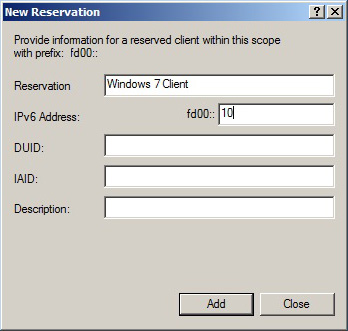 New Reservation
Provide information for a reserved client within this scope
with prefix: fd00::
Reservation Windows 7 Client
IPv6 Address: fd00:: 10
DUID:
IAID:
Description:
Add Close